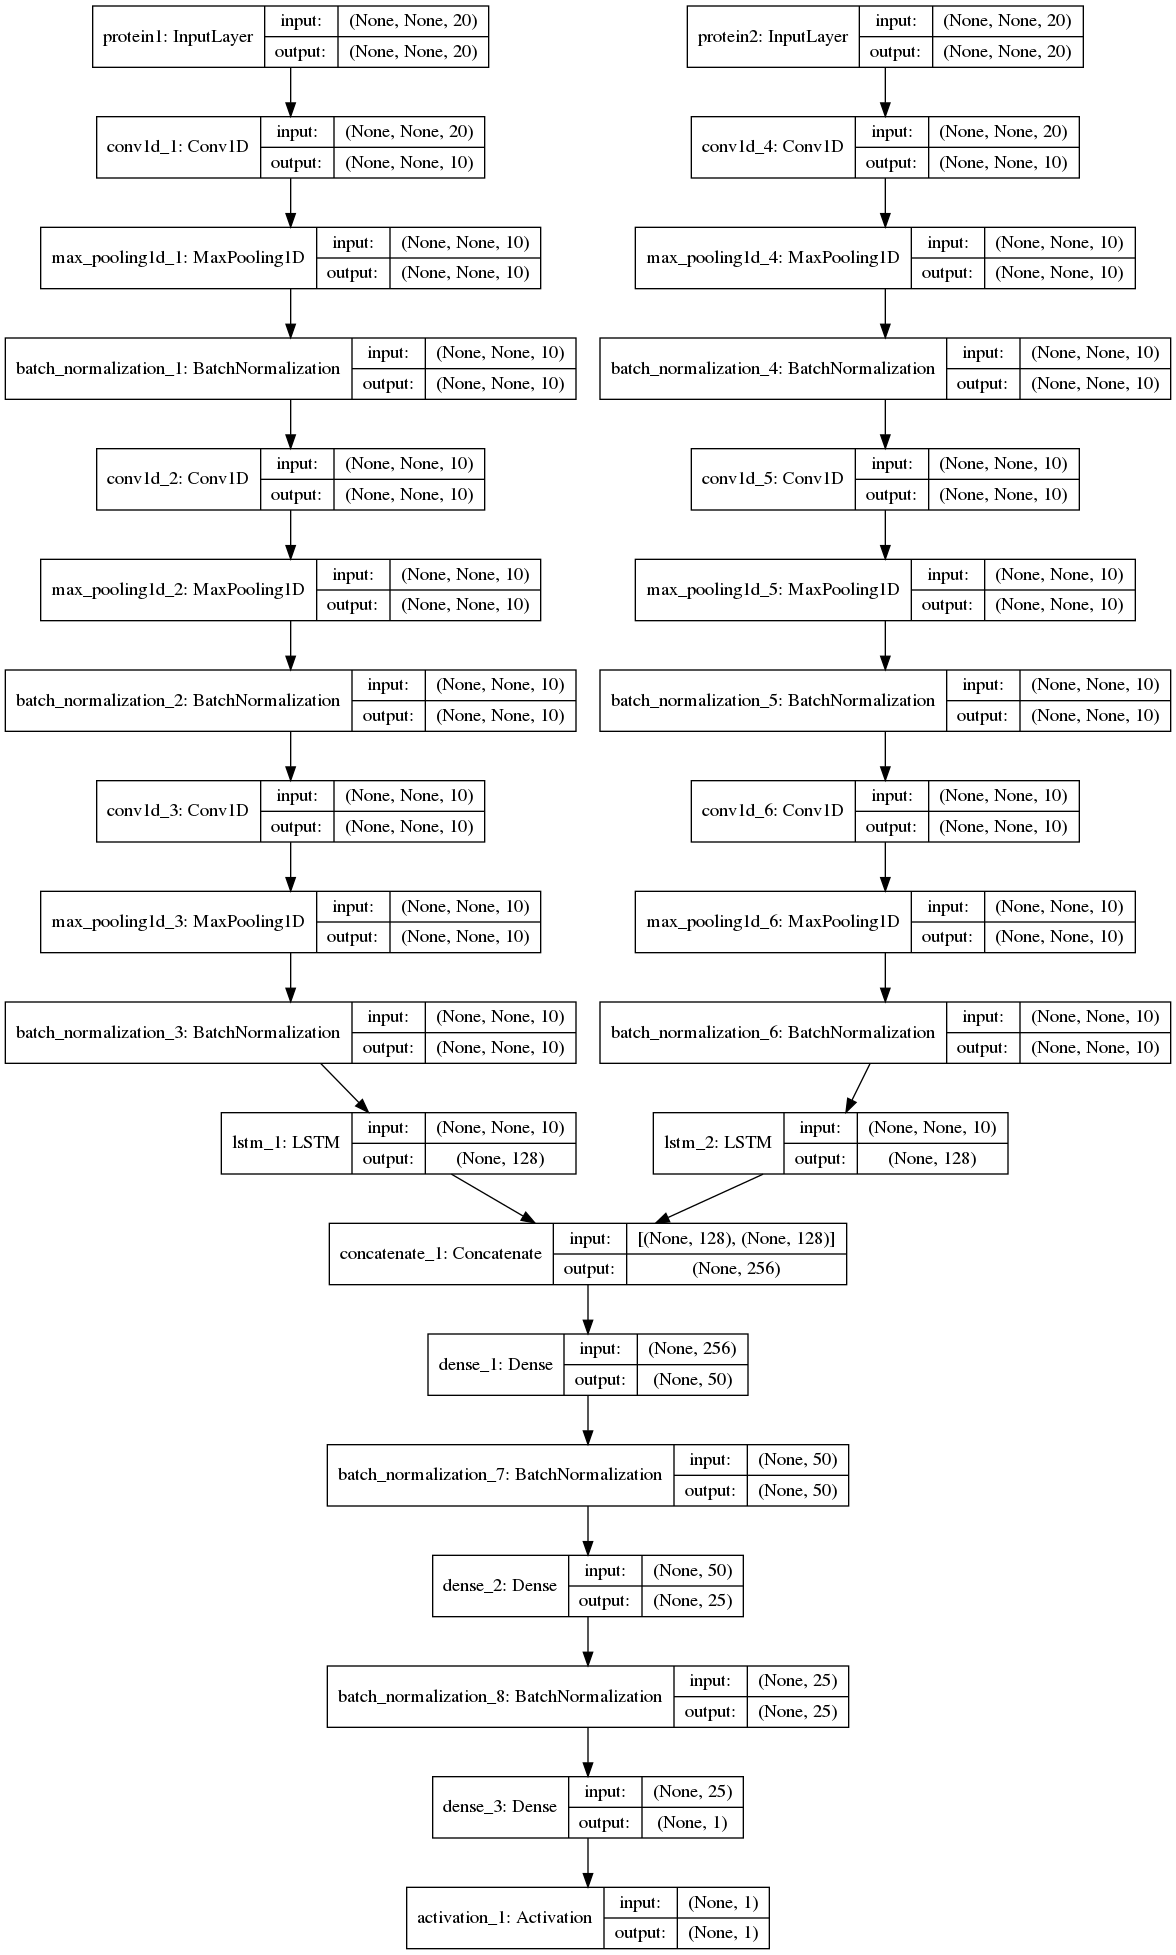 protein1: InputLayer
input: (None, None, 20)
output: (None, None, 20)
protein2: InputLayer
input: (None, None, 20)
output: (None, None, 20)
conv1d_1: Conv1D
input: (None, None, 20)
output: (None, None, 10)
conv1d_4: Conv1D
input: (None, None, 20)
output: (None, None, 10)
max_pooling1d_1: MaxPooling1D
input: (None, None, 10)
output: (None, None, 10)
max_pooling1d_4: MaxPooling1D
input: (None, None, 10)
output: (None, None, 10)
batch_normalization_1: BatchNormalization
input: (None, None, 10)
output: (None, None, 10)
batch_normalization_4: BatchNormalization
input: (None, None, 10)
output: (None, None, 10)
conv1d_2: Conv1D
input: (None, None, 10)
output: (None, None, 10)
conv1d_5: Conv1D
input: (None, None, 10)
output: (None, None, 10)
max_pooling1d_2: MaxPooling1D
input: (None, None, 10)
output: (None, None, 10)
max_pooling1d_5: MaxPooling1D
input: (None, None, 10)
output: (None, None, 10)
batch_normalization_2: BatchNormalization
input: (None, None, 10)
output: (None, None, 10)
batch_normalization_5: BatchNormalization
input: (None, None, 10)
output: (None, None, 10)
conv1d_3: Conv1D
input: (None, None, 10)
output: (None, None, 10)
conv1d_6: Conv1D
input: (None, None, 10)
output: (None, None, 10)
max_pooling1d_3: MaxPooling1D
input: (None, None, 10)
output: (None, None, 10)
max_pooling1d_6: MaxPooling1D
input: (None, None, 10)
output: (None, None, 10)
batch_normalization_3: BatchNormalization
input: (None, None, 10)
output: (None, None, 10)
batch_normalization_6: BatchNormalization
input: (None, None, 10)
output: (None, None, 10)
lstm_1: LSTM
input: (None, None, 10)
output: (None, 128)
lstm_2: LSTM
input: (None, None, 10)
output: (None, 128)
concatenate_1: Concatenate
input: [(None, 128), (None, 128)]
output: (None, 256)
dense_1: Dense
input: (None, 256)
output: (None, 50)
batch_normalization_7: BatchNormalization
input: (None, 50)
output: (None, 50)
dense_2: Dense
input: (None, 50)
output: (None, 25)
batch_normalization_8: BatchNormalization
input: (None, 25)
output: (None, 25)
dense_3: Dense
input: (None, 25)
output: (None, 1)
activation_1: Activation
input: (None, 1)
output: (None, 1)